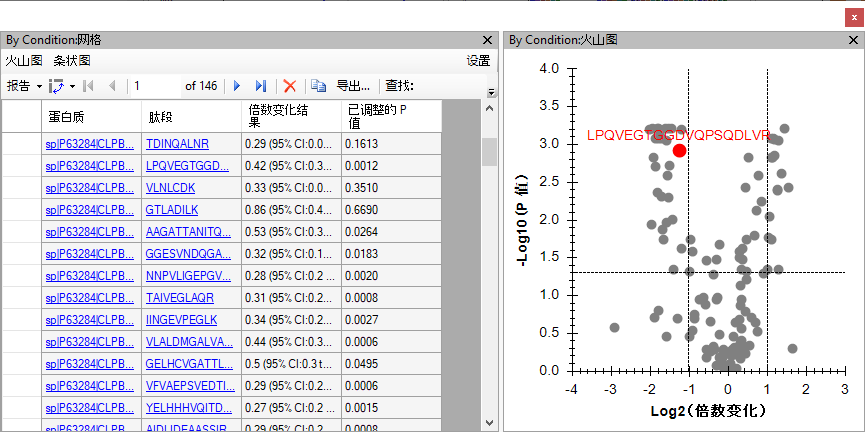 x
By Condition:网格
火山图 条状图 设置
报告 1 of 146 导出... 查找:
蛋白质 肽段 倍数变化结果 已调整的 P 值
sp|P63284|CLPB... TDINQALNR 0.29 (95% CI:0.0... 0.1613
sp|P63284|CLPB... LPQVEGTGGD... 0.42 (95% CI:0.3... 0.0012
sp|P63284|CLPB... VLNLCDK 0.33 (95% CI:0.0... 0.3510
sp|P63284|CLPB... GTLADILK 0.86 (95% CI:0.4... 0.6690
sp|P63284|CLPB... AAGATTANITQ... 0.53 (95% CI:0.3... 0.0264
sp|P63284|CLPB... GGESVNDQGA... 0.32 (95% CI:0.1... 0.0183
sp|P63284|CLPB... NNPVLIGEPGV... 0.28 (95% CI:0.2 ... 0.0020
sp|P63284|CLPB... TAIVEGLAQR 0.31 (95% CI:0.2... 0.0008
sp|P63284|CLPB... IINGEVPEGLK 0.34 (95% CI:0.2... 0.0027
sp|P63284|CLPB... VLALDMGALVA... 0.44 (95% CI:0.3... 0.0006
sp|P63284|CLPB... GELHCVGATTL... 0.5 (95% CI:0.3 t... 0.0495
sp|P63284|CLPB... VFVAEPSVEDTI... 0.29 (95% CI:0.2... 0.0006
sp|P63284|CLPB... YELHHHVQITD... 0.27 (95% CI:0.2 ... 0.0015
sp|P63284|CLPB... AIDLIDEAASSIR 0.29 (95% CI:0.2 ... 0.0008
By Condition:火山图
4.0
3.5
LPQVEGTGGDVQPSQDLVR
3.0
2.5
2.0
1.5
1.0
0.5
0.0
-Log10 (P 值)
-4 -3 -2 -1 0 1 2 3
Log2(倍数变化)